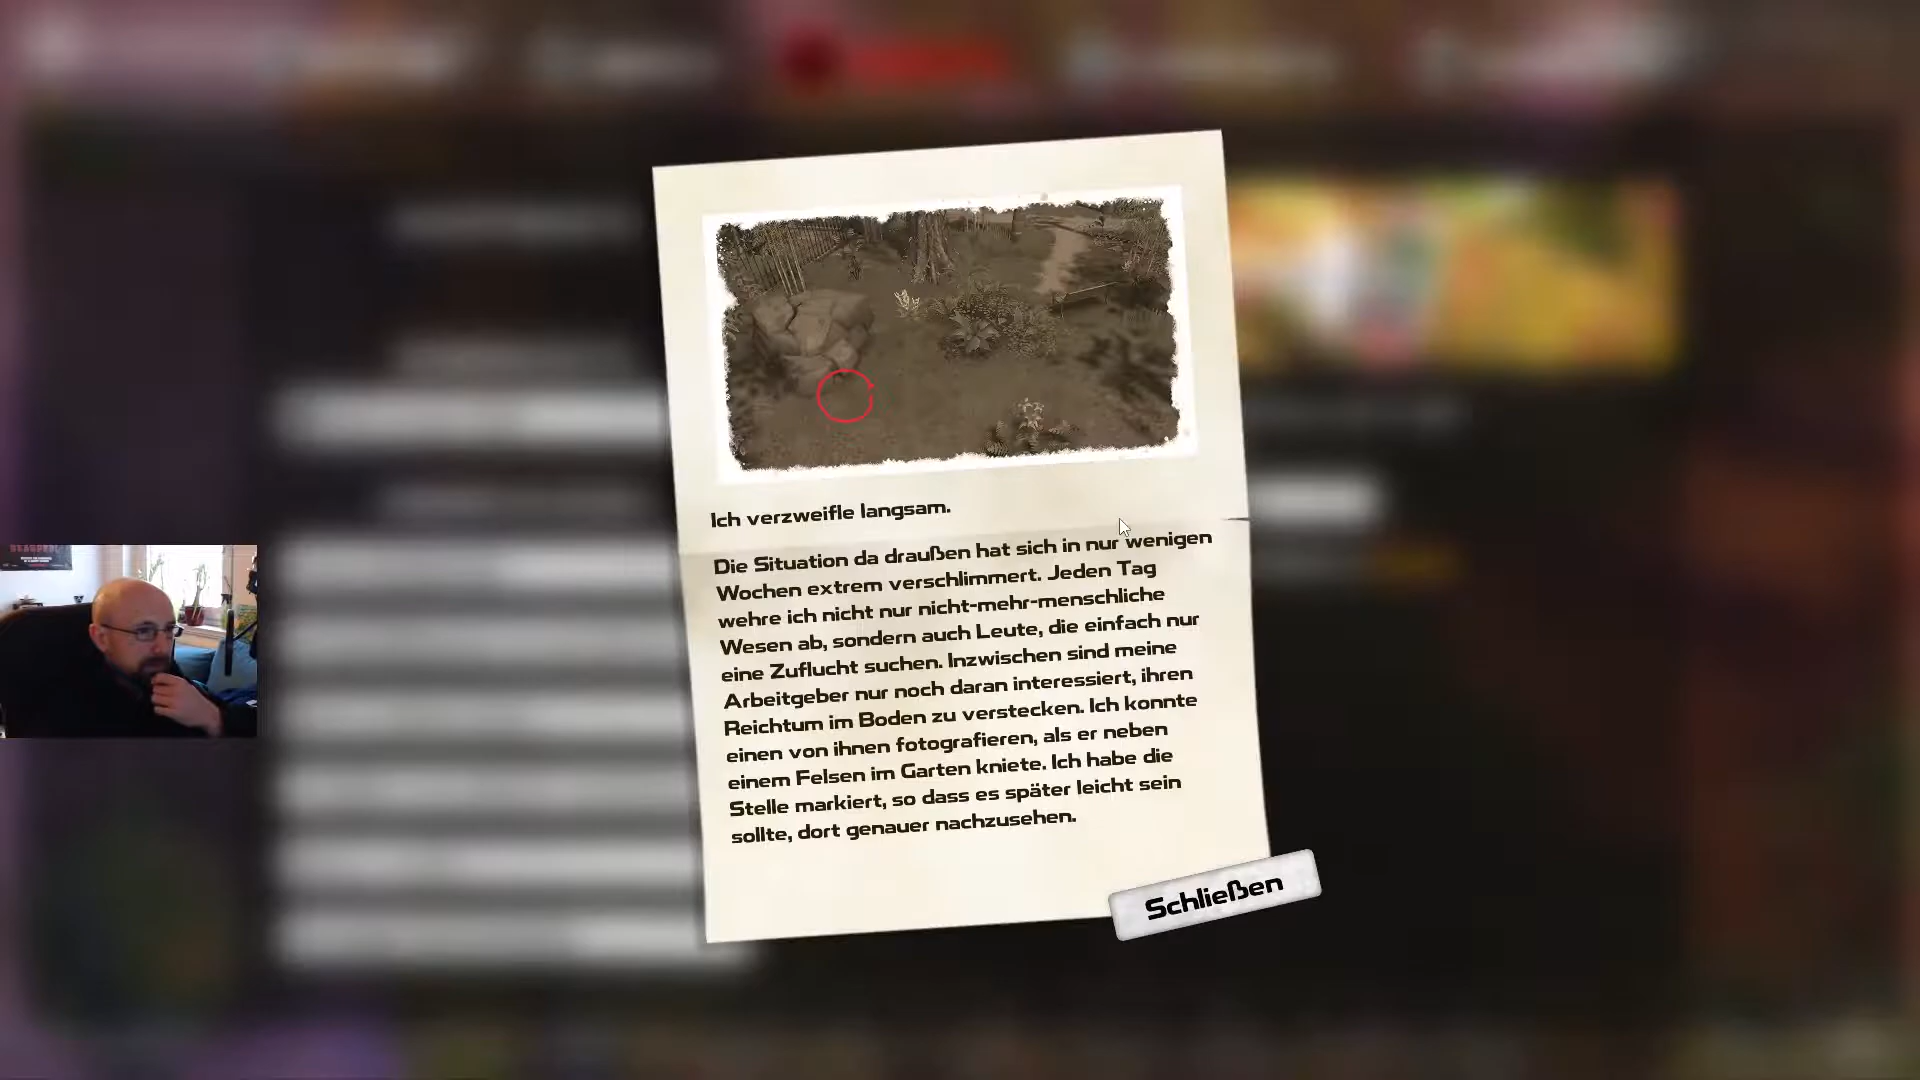 Ich verzweifle langsam.
Die Situation da draußen hat sich in nur wenigen
Wochen extrem verschlimmert. Jeden Tag
wehre ich nicht nur nicht-mehr-menschliche
Wesen ab, sondern auch Leute, die einfach nur
eine Zuflucht suchen. Inzwischen sind meine
Arbeitgeber nur noch daran interessiert, ihren
Reichtum im Boden zu verstecken. Ich konnte
einen von ihnen fotografieren, als er neben
einem Felsen im Garten kniete. Ich habe die
Stelle markiert, so dass es später leicht sein
sollte, dort genauer nachzusehen.
Schließen